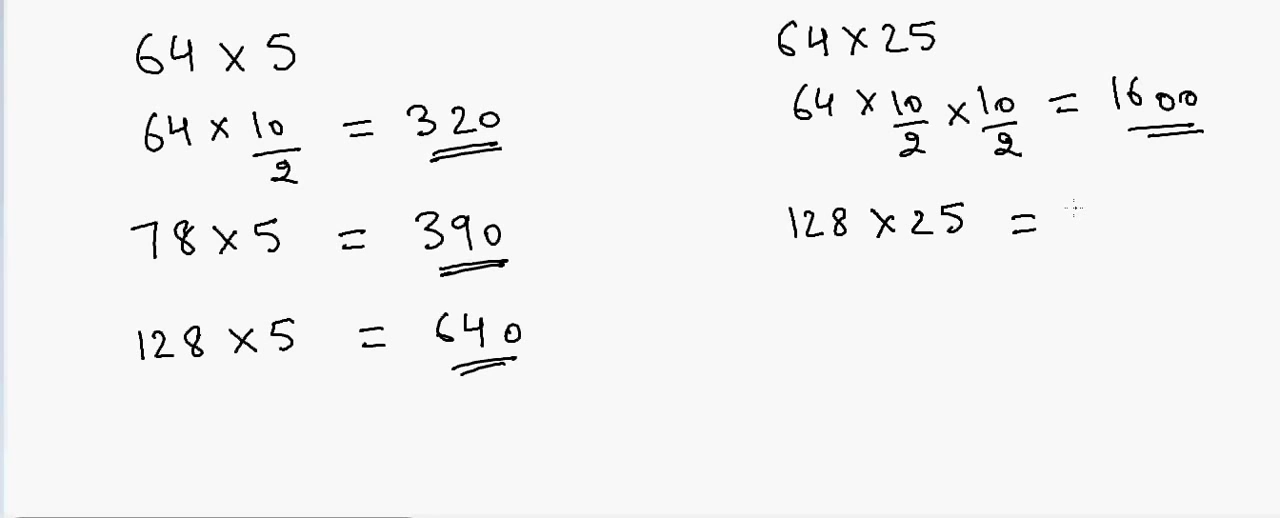 64 × 5
64 × 10/2 = 320
78 × 5 = 390
128 × 5 = 640
64 × 25
64 × 10/2 × 10/2 = 1600
128 × 25 =